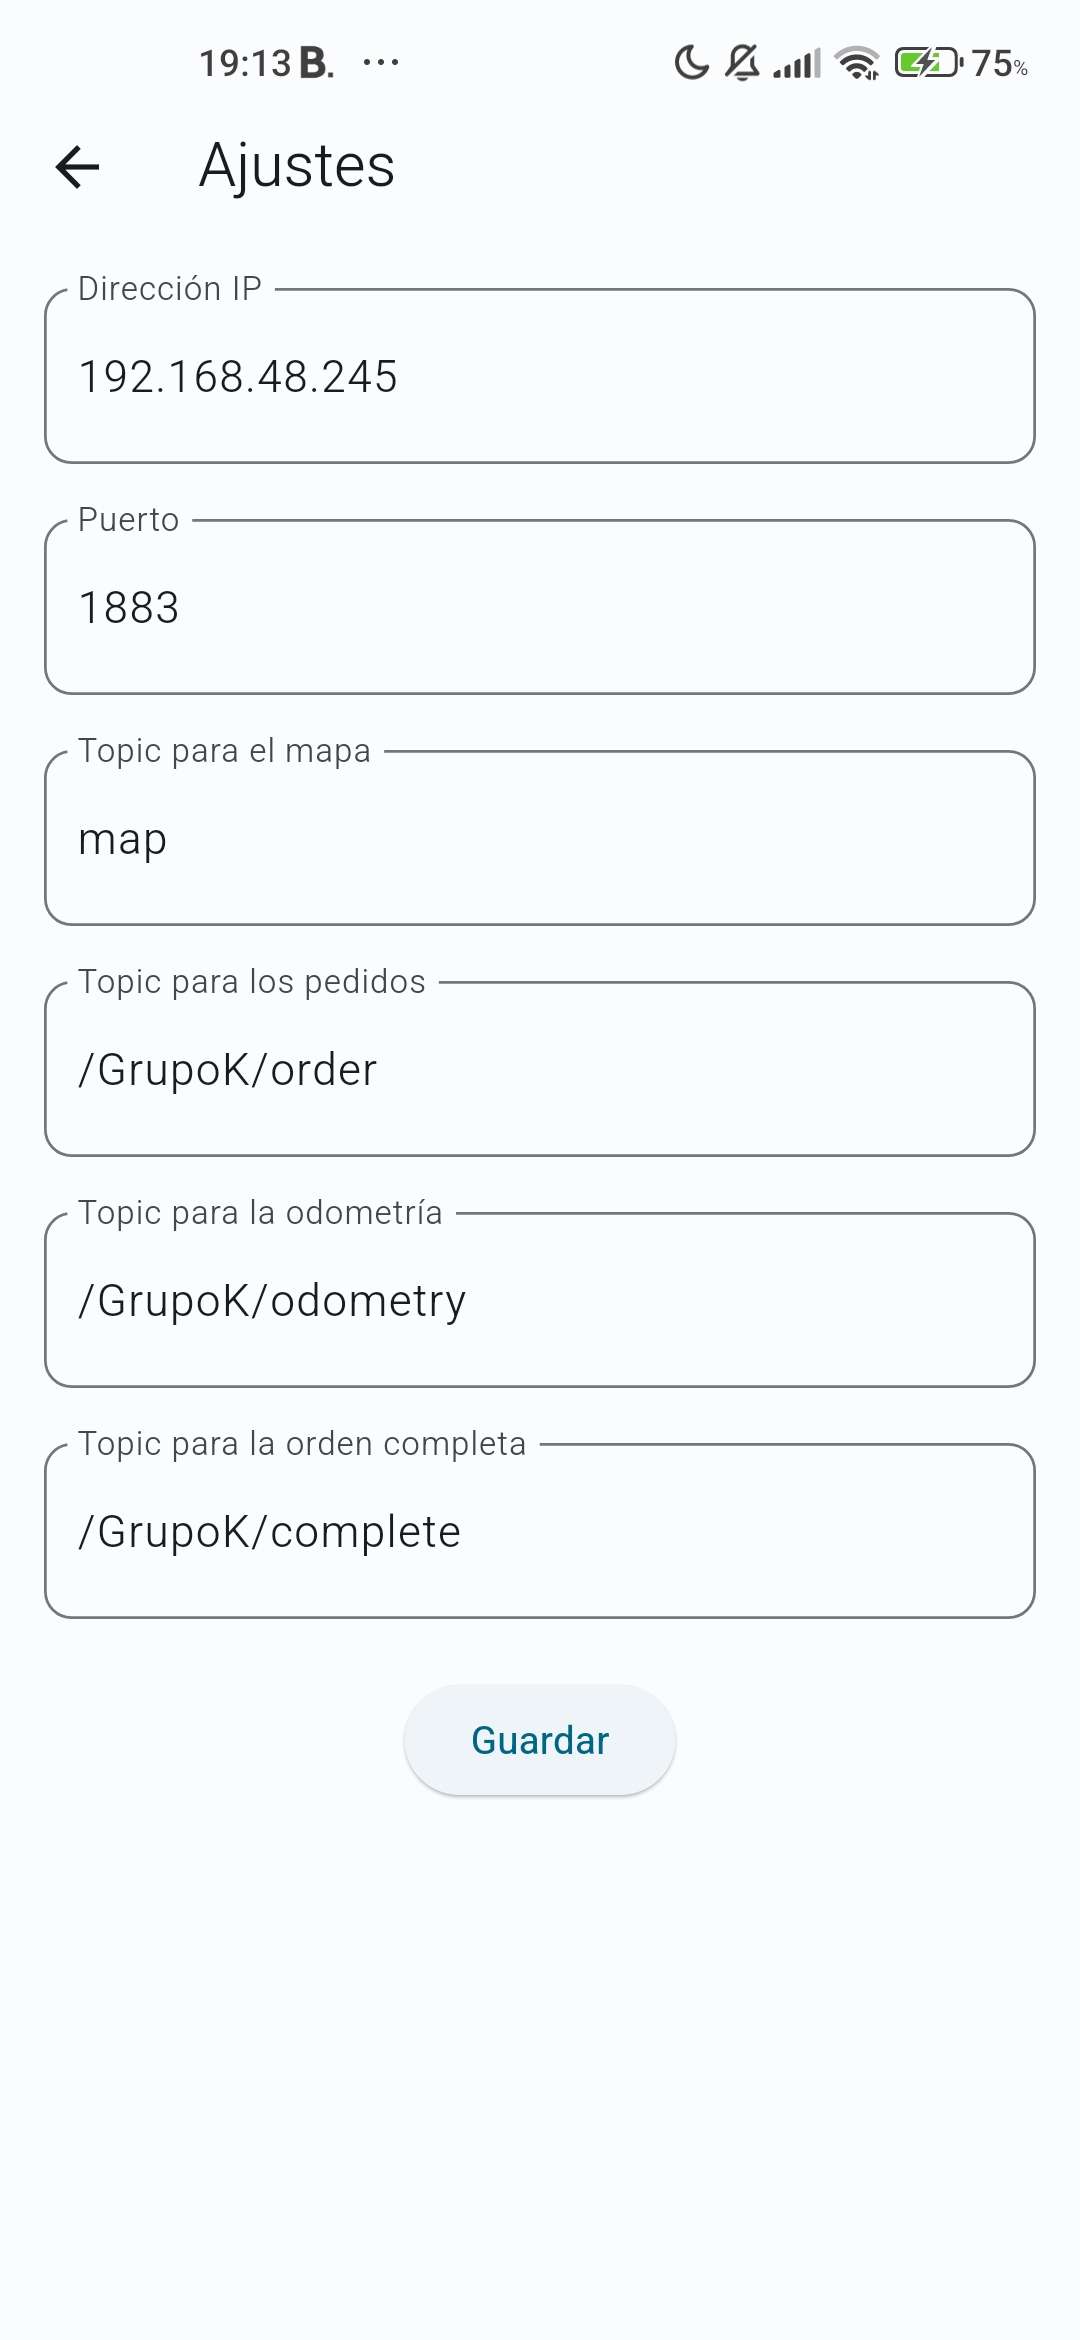 19:13 B. ... 75%
Ajustes
Dirección IP
192.168.48.245
Puerto
1883
Topic para el mapa
map
Topic para los pedidos
/GrupoK/order
Topic para la odometría
/GrupoK/odometry
Topic para la orden completa
/GrupoK/complete
Guardar